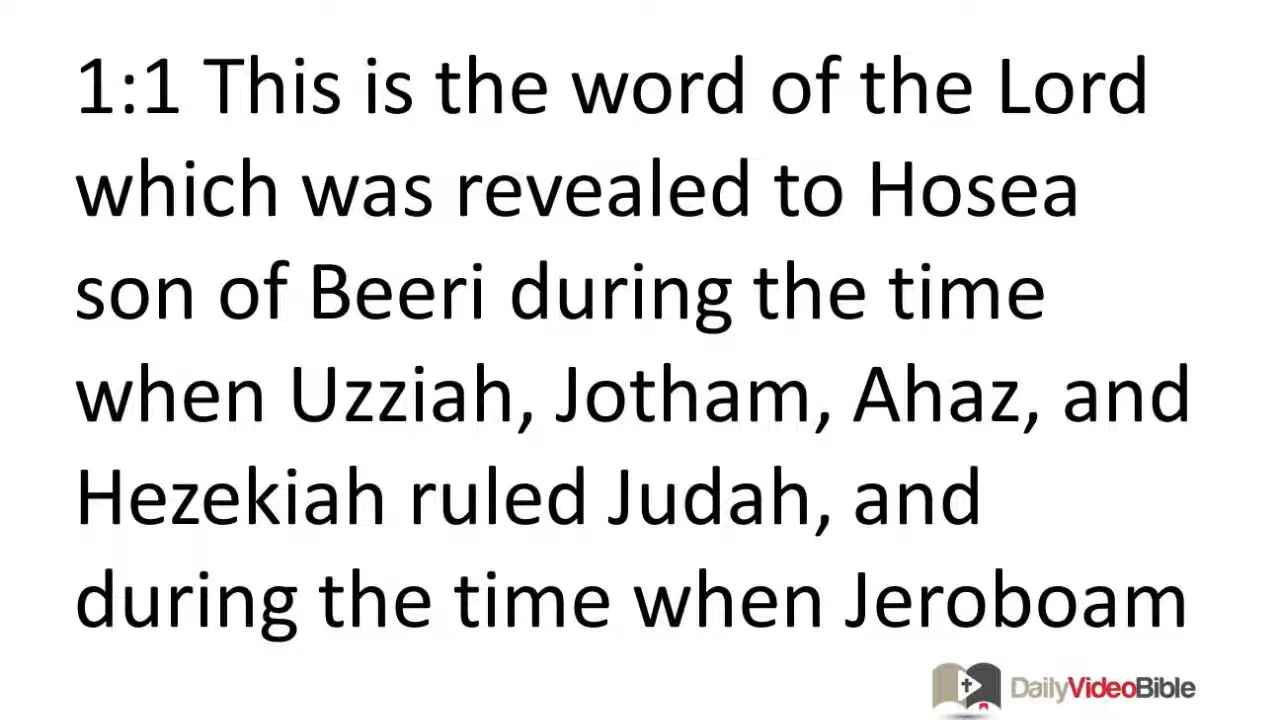 1:1 This is the word of the Lord
which was revealed to Hosea
son of Beeri during the time
when Uzziah, Jotham, Ahaz, and
Hezekiah ruled Judah, and
during the time when Jeroboam
DailyVideoBible